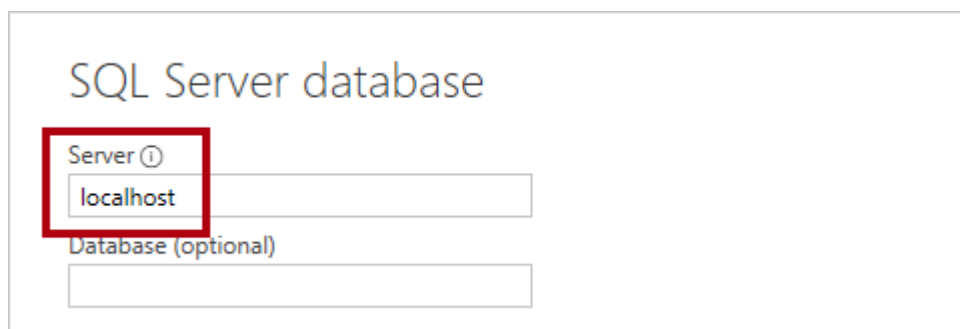 SQL Server database
Server ⓘ
localhost
Database (optional)